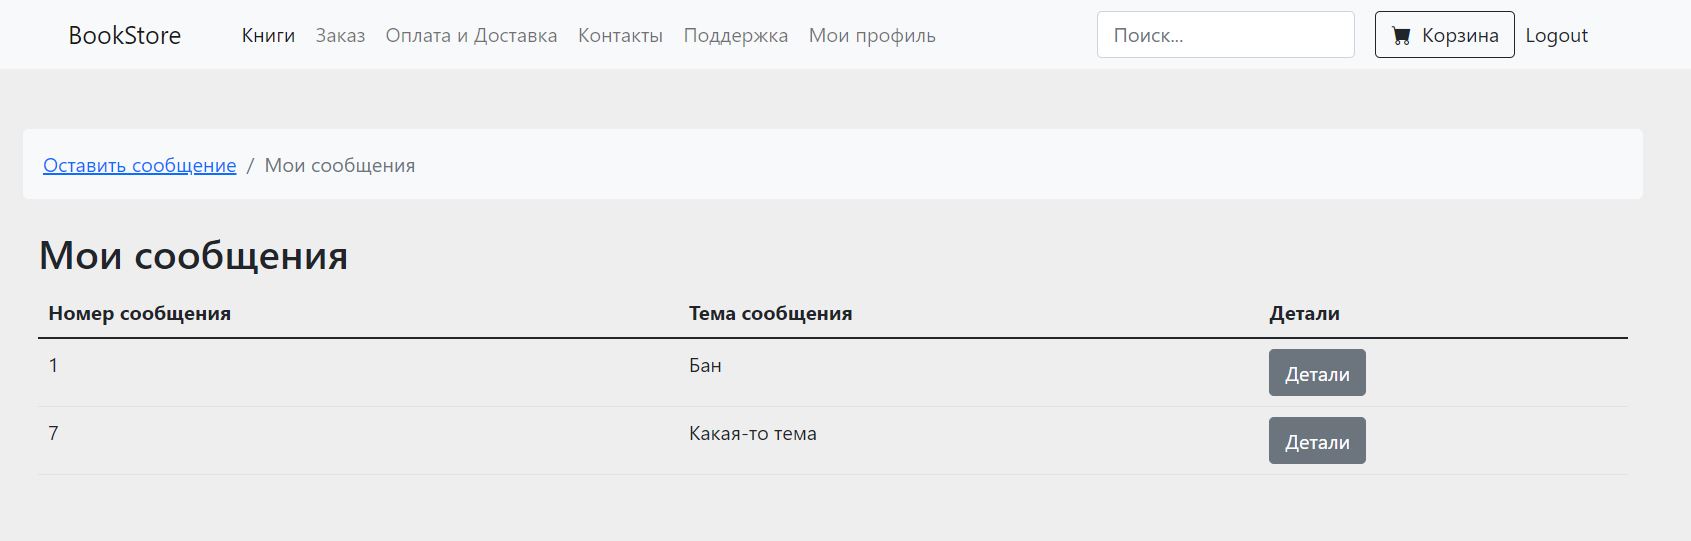 BookStore Книги Заказ Оплата и Доставка Контакты Поддержка Мои профиль Поиск... Корзина Logout
Оставить сообщение / Мои сообщения
Мои сообщения
Номер сообщения Тема сообщения Детали
1 Бан Детали
7 Какая-то тема Детали